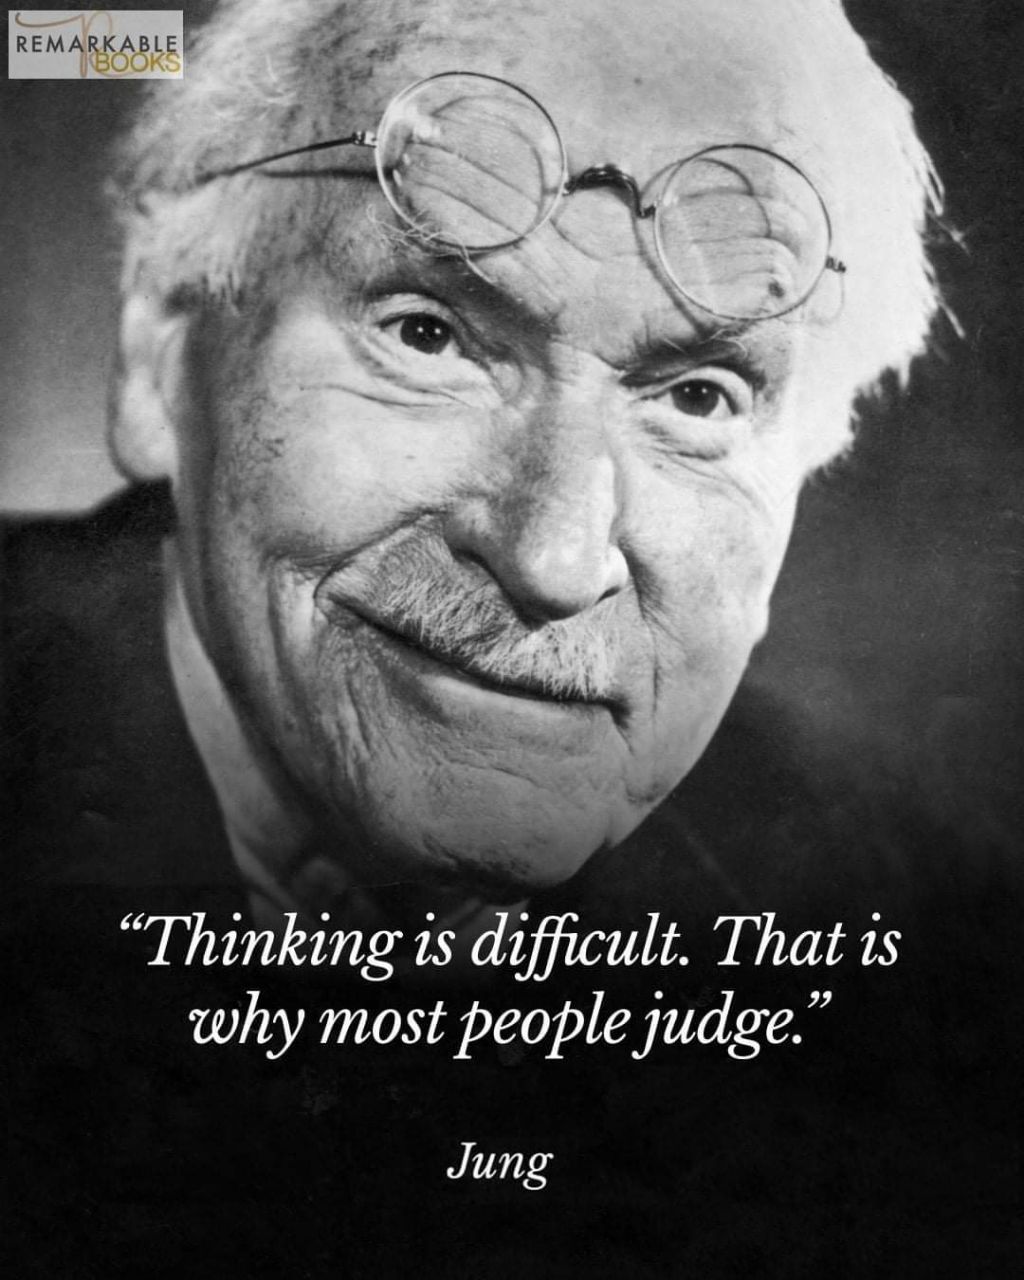 REMARKABLE
BOOKS
“Thinking is difficult. That is
why most people judge.”
Jung